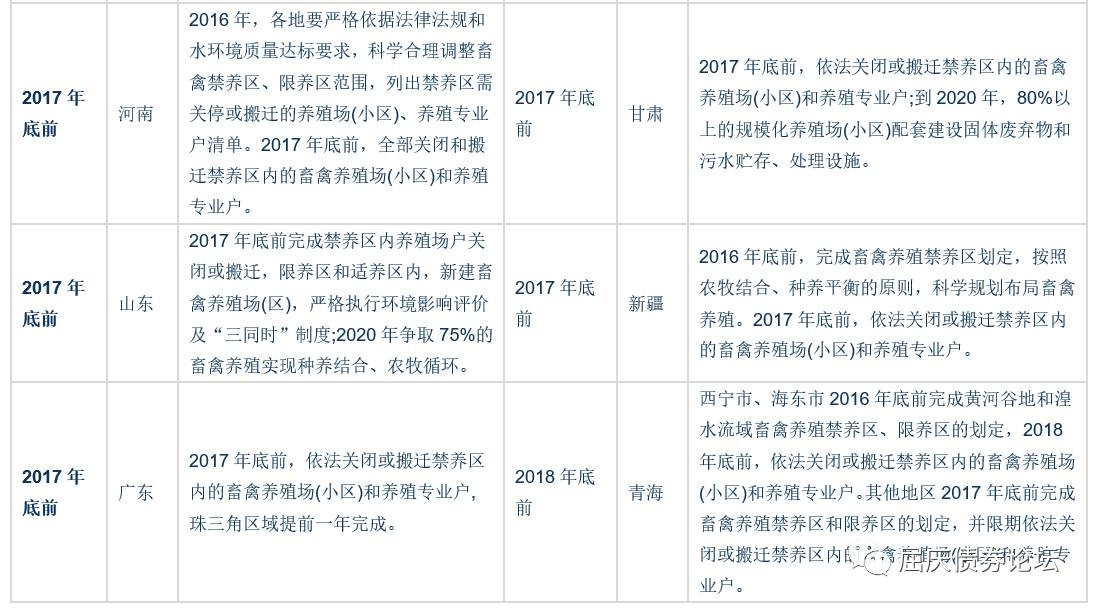 2017 年
底前
河南
2016 年，各地要严格依据法律法规和
水环境质量达标要求，科学合理调整畜
禽禁养区、限养区范围，列出禁养区需
关停或搬迁的养殖场(小区)、养殖专业
户清单。2017 年底前，全部关闭和搬
迁禁养区内的畜禽养殖场(小区)和养殖
专业户。
2017 年底
前
甘肃
2017 年底前，依法关闭或搬迁禁养区内的畜禽
养殖场(小区)和养殖专业户;到 2020 年，80%以
上的规模化养殖场(小区)配套建设固体废弃物和
污水贮存、处理设施。
2017 年
底前
山东
2017 年底前完成禁养区内养殖场户关
闭或搬迁，限养区和适养区内，新建畜
禽养殖场(区)，严格执行环境影响评价
及“三同时”制度;2020 年争取 75%的
畜禽养殖实现种养结合、农牧循环。
2017 年底
前
新疆
2016 年底前，完成畜禽养殖禁养区划定，按照
农牧结合、种养平衡的原则，科学规划布局畜禽
养殖。2017 年底前，依法关闭或搬迁禁养区内
的畜禽养殖场(小区)和养殖专业户。
2017 年
底前
广东
2017 年底前，依法关闭或搬迁禁养区
内的畜禽养殖场(小区)和养殖专业户，
珠三角区域提前一年完成。
2018 年底
前
青海
西宁市、海东市 2016 年底前完成黄河谷地和湟
水流域畜禽养殖禁养区、限养区的划定，2018
年底前，依法关闭或搬迁禁养区内的畜禽养殖场
(小区)和养殖专业户。其他地区 2017 年底前完成
畜禽养殖禁养区和限养区的划定，并限期依法关
闭或搬迁禁养区内的畜禽养殖场(小区)和养殖专
业户。
屈庆债券论坛